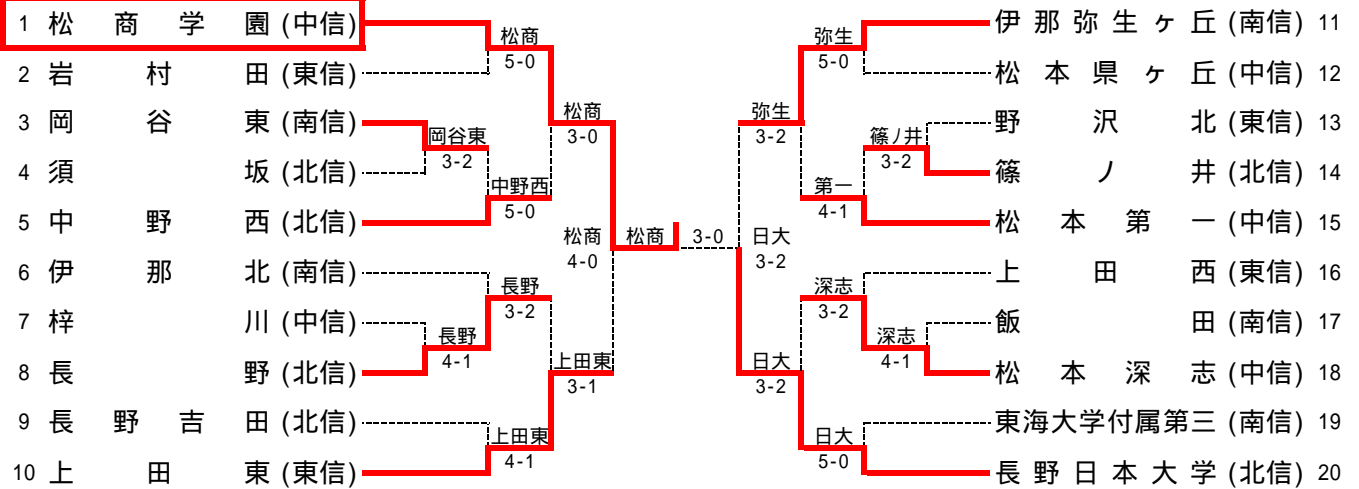 1 松商学園 (中信)
2 岩村田 (東信)
3 岡谷東 (南信)
4 須坂 (北信)
5 中野西 (北信)
6 伊那北 (南信)
7 梓川 (中信)
8 長野 (北信)
9 長野吉田 (北信)
10 上田東 (東信)
岡谷東
3-2
長野
4-1
松商
5-0
中野西
5-0
長野
3-2
上田東
4-1
松商
3-0
上田東
3-1
松商
4-0
松商
3-0
日大
3-2
弥生
3-2
日大
3-2
弥生
5-0
第一
4-1
深志
3-2
日大
5-0
篠ノ井
3-2
深志
4-1
伊那弥生ヶ丘 (南信) 11
松本県ヶ丘 (中信) 12
野沢北 (東信) 13
篠ノ井 (北信) 14
松本第一 (中信) 15
上田西 (東信) 16
飯田 (南信) 17
松本深志 (中信) 18
東海大学付属第三 (南信) 19
長野日本大学 (北信) 20